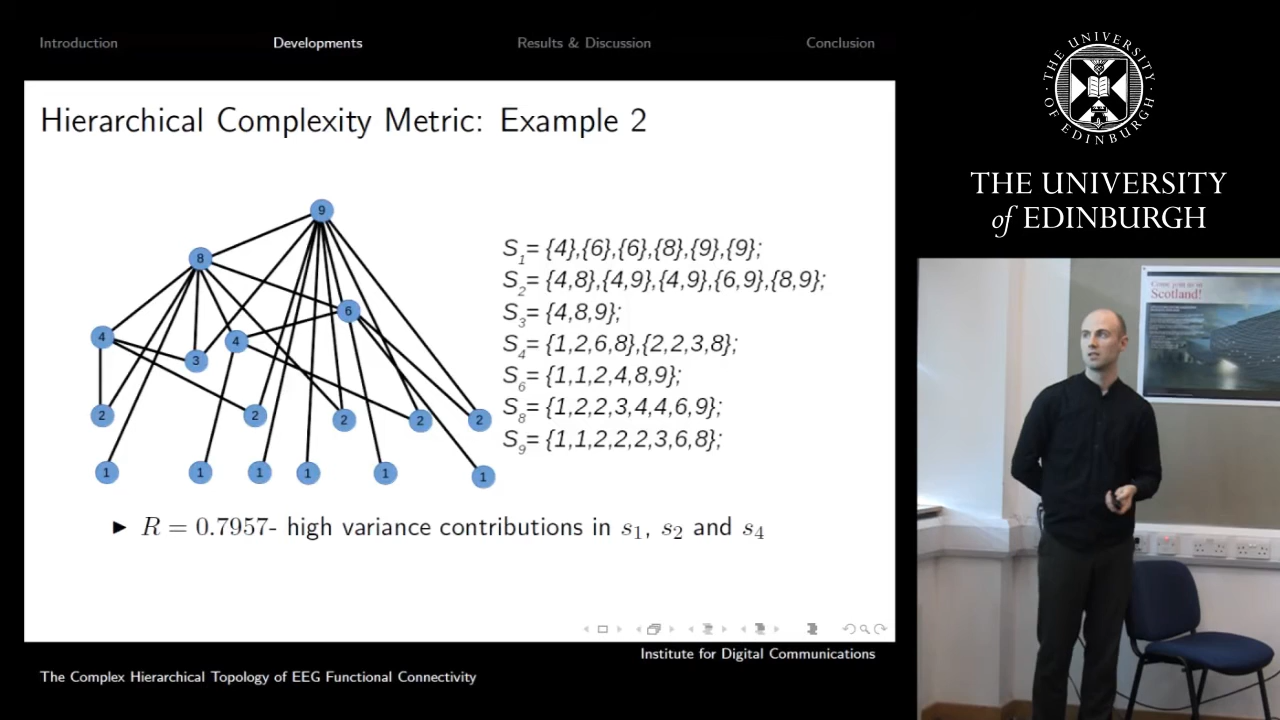 Introduction
Developments
Results & Discussion
Conclusion
Hierarchical Complexity Metric: Example 2
9
8
6
4
4
3
2
2
2
2
2
1
1
1
1
1
1
S1= {4},{6},{6},{8},{9},{9};
S2= {4,8},{4,9},{4,9},{6,9},{8,9};
S3= {4,8,9};
S4= {1,2,6,8},{2,2,3,8};
S6= {1,1,2,4,8,9};
S8= {1,2,2,3,4,4,6,9};
S9= {1,1,2,2,2,3,6,8};
► R = 0.7957- high variance contributions in s1, s2 and s4
Institute for Digital Communications
The Complex Hierarchical Topology of EEG Functional Connectivity
THE UNIVERSITY OF EDINBURGH
THE UNIVERSITY
of EDINBURGH
Come join us in
Scotland!